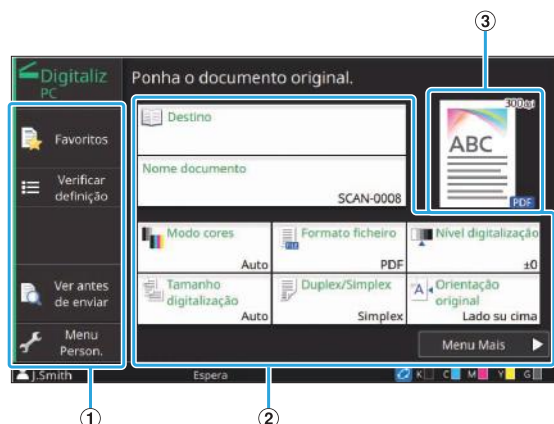 ③
Digitaliz
PC
Ponha o documento original.
Favoritos
Verificar
definição
Ver antes
de enviar
Menu
Person.
Destino
Nome documento
SCAN-0008
300ppi
ABC
PDF
Modo cores
Auto
Formato ficheiro
PDF
Nível digitalização
±0
Tamanho
digitalização
Auto
Duplex/Simplex
Simplex
Orientação
original
Lado su cima
Menu Mais
J.Smith
Espera
K C M Y G
①
②